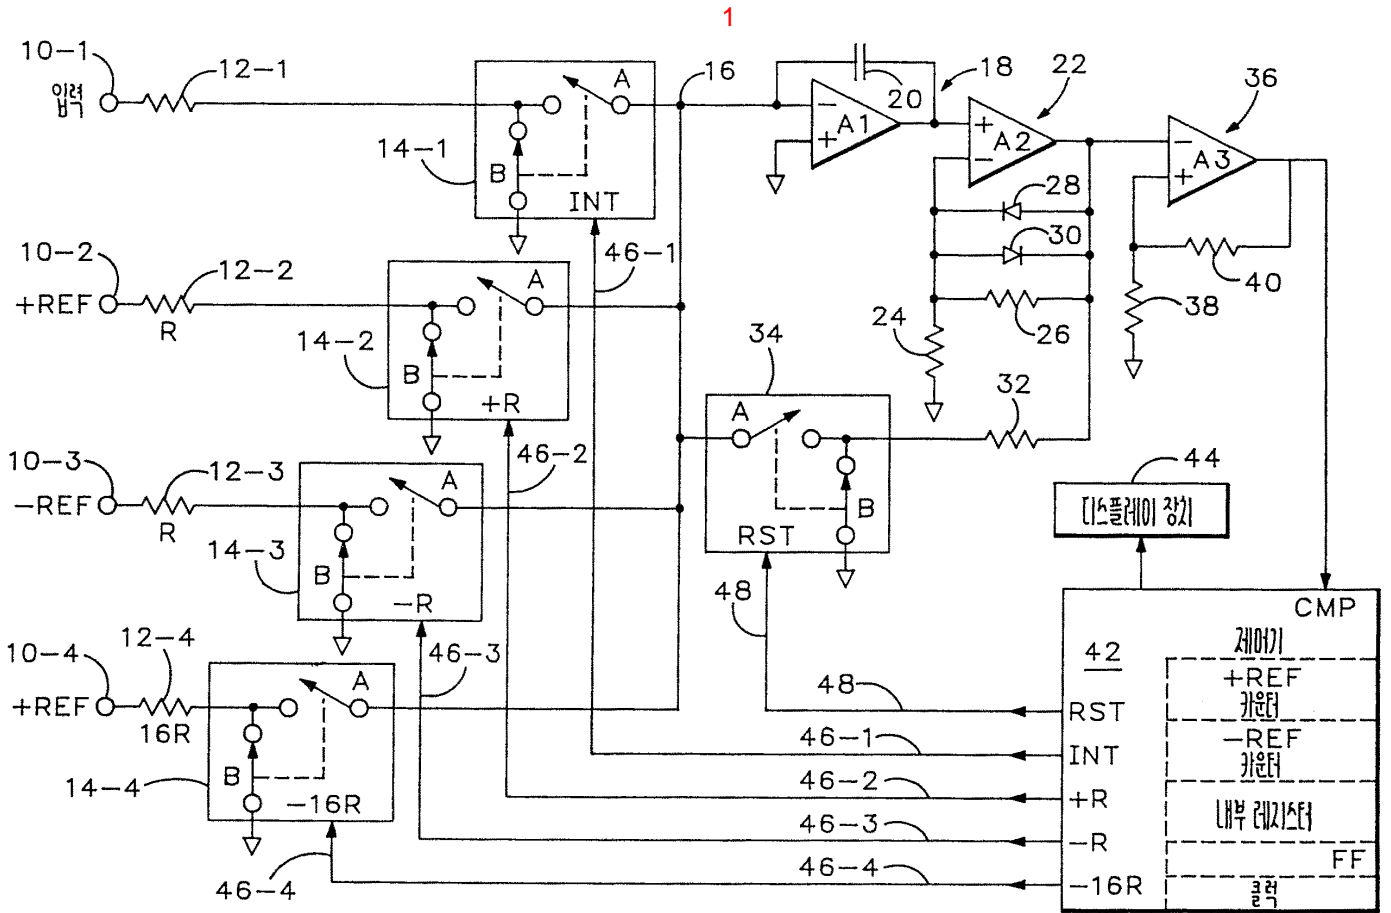 1
10-1
12-1
입력
14-1
A
B
INT
16
20
18
22
36
A1
A2
A3
-
+
+
-
-
+
28
30
26
24
32
40
38
10-2
12-2
+REF
R
14-2
A
B
+R
46-1
34
A
B
RST
48
10-3
12-3
-REF
R
14-3
A
B
-R
46-2
44
디스플레이 장치
10-4
12-4
+REF
16R
14-4
A
B
-16R
46-3
46-4
CMP
42
제어기
+REF
카운터
-REF
카운터
내부 레지스터
FF
클럭
48
RST
46-1
INT
46-2
+R
46-3
-R
46-4
-16R